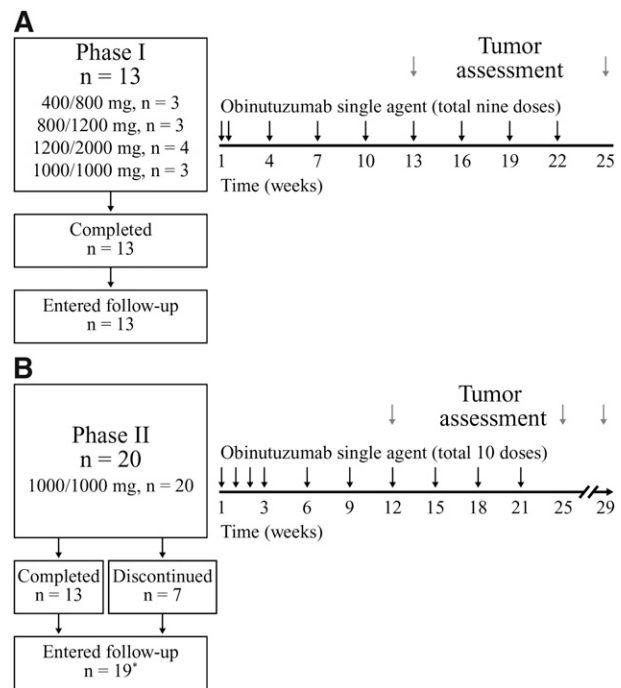 A
Phase I
n = 13
400/800 mg, n = 3
800/1200 mg, n = 3
1200/2000 mg, n = 4
1000/1000 mg, n = 3
Completed
n = 13
Entered follow-up
n = 13
Tumor
assessment
Obinutuzumab single agent (total nine doses)
1 4 7 10 13 16 19 22 25
Time (weeks)
B
Phase II
n = 20
1000/1000 mg, n = 20
Completed
n = 13
Discontinued
n = 7
Entered follow-up
n = 19*
Tumor
assessment
Obinutuzumab single agent (total 10 doses)
1 3 6 9 12 15 18 21 25 29
Time (weeks)